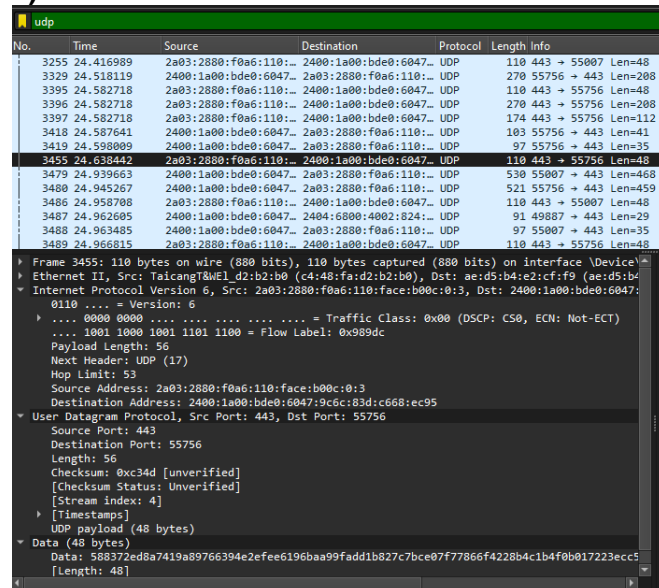 udp
No. Time Source Destination Protocol Length Info
3255 24.416989 2a03:2880:f0a6:110:… 2400:1a00:bde0:6047… UDP 110 443 → 55007 Len=48
3329 24.518119 2400:1a00:bde0:6047… 2a03:2880:f0a6:110:… UDP 270 55756 → 443 Len=208
3395 24.582718 2a03:2880:f0a6:110:… 2400:1a00:bde0:6047… UDP 110 443 → 55756 Len=48
3396 24.582718 2a03:2880:f0a6:110:… 2400:1a00:bde0:6047… UDP 270 443 → 55756 Len=208
3397 24.582718 2a03:2880:f0a6:110:… 2400:1a00:bde0:6047… UDP 174 443 → 55756 Len=112
3418 24.587641 2400:1a00:bde0:6047… 2a03:2880:f0a6:110:… UDP 103 55756 → 443 Len=41
3419 24.598009 2400:1a00:bde0:6047… 2a03:2880:f0a6:110:… UDP 97 55756 → 443 Len=35
3455 24.638442 2a03:2880:f0a6:110:… 2400:1a00:bde0:6047… UDP 110 443 → 55756 Len=48
3479 24.939663 2400:1a00:bde0:6047… 2a03:2880:f0a6:110:… UDP 530 55007 → 443 Len=468
3480 24.945267 2400:1a00:bde0:6047… 2a03:2880:f0a6:110:… UDP 521 55756 → 443 Len=459
3486 24.958708 2a03:2880:f0a6:110:… 2400:1a00:bde0:6047… UDP 110 443 → 55007 Len=48
3487 24.962605 2400:1a00:bde0:6047… 2404:6800:4002:824:… UDP 91 49887 → 443 Len=29
3488 24.963485 2400:1a00:bde0:6047… 2a03:2880:f0a6:110:… UDP 97 55007 → 443 Len=35
3489 24.966815 2a03:2880:f0a6:110:… 2400:1a00:bde0:6047… UDP 110 443 → 55756 Len=48
Frame 3455: 110 bytes on wire (880 bits), 110 bytes captured (880 bits) on interface \Device\
Ethernet II, Src: TaicangT&WEl_d2:b2:b0 (c4:48:fa:d2:b2:b0), Dst: ae:d5:b4:e2:cf:f9 (ae:d5:b4
Internet Protocol Version 6, Src: 2a03:2880:f0a6:110:face:b00c:0:3, Dst: 2400:1a00:bde0:6047:
0110 .... = Version: 6
.... 0000 0000 .... .... .... .... .... = Traffic Class: 0x00 (DSCP: CS0, ECN: Not-ECT)
.... 1001 1000 1001 1101 1100 = Flow Label: 0x989dc
Payload Length: 56
Next Header: UDP (17)
Hop Limit: 53
Source Address: 2a03:2880:f0a6:110:face:b00c:0:3
Destination Address: 2400:1a00:bde0:6047:9c6c:83d:c668:ec95
User Datagram Protocol, Src Port: 443, Dst Port: 55756
Source Port: 443
Destination Port: 55756
Length: 56
Checksum: 0xc34d [unverified]
[Checksum Status: Unverified]
[Stream index: 4]
[Timestamps]
UDP payload (48 bytes)
Data (48 bytes)
Data: 588372ed8a7419a89766394e2efee6196baa99fadd1b827c7bce07f77866f4228b4c1b4f0b017223ecc5
[Length: 48]